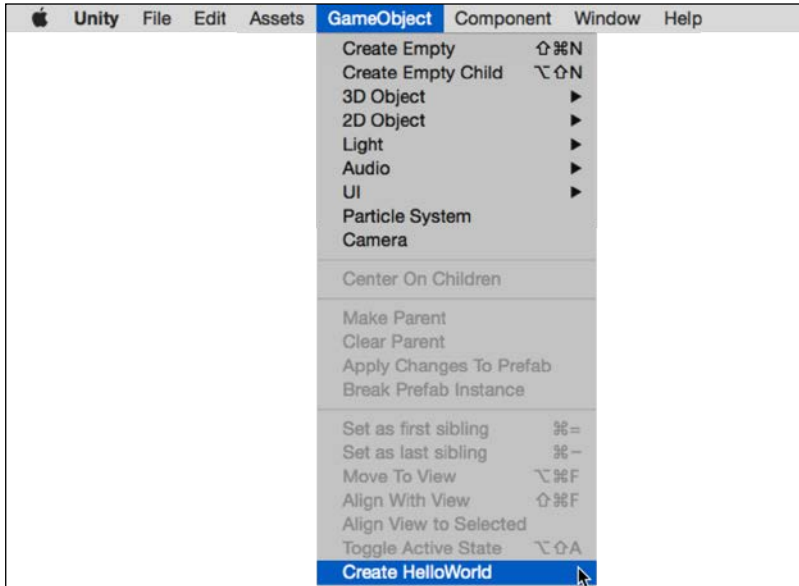 Unity File Edit Assets GameObject Component Window Help
Create Empty ⇧⌘N
Create Empty Child ⌥⇧N
3D Object ▶
2D Object ▶
Light ▶
Audio ▶
UI ▶
Particle System
Camera
Center On Children
Make Parent
Clear Parent
Apply Changes To Prefab
Break Prefab Instance
Set as first sibling ⌘=
Set as last sibling ⌘−
Move To View ⌥⌘F
Align With View ⇧⌘F
Align View to Selected
Toggle Active State ⌥⇧A
Create HelloWorld